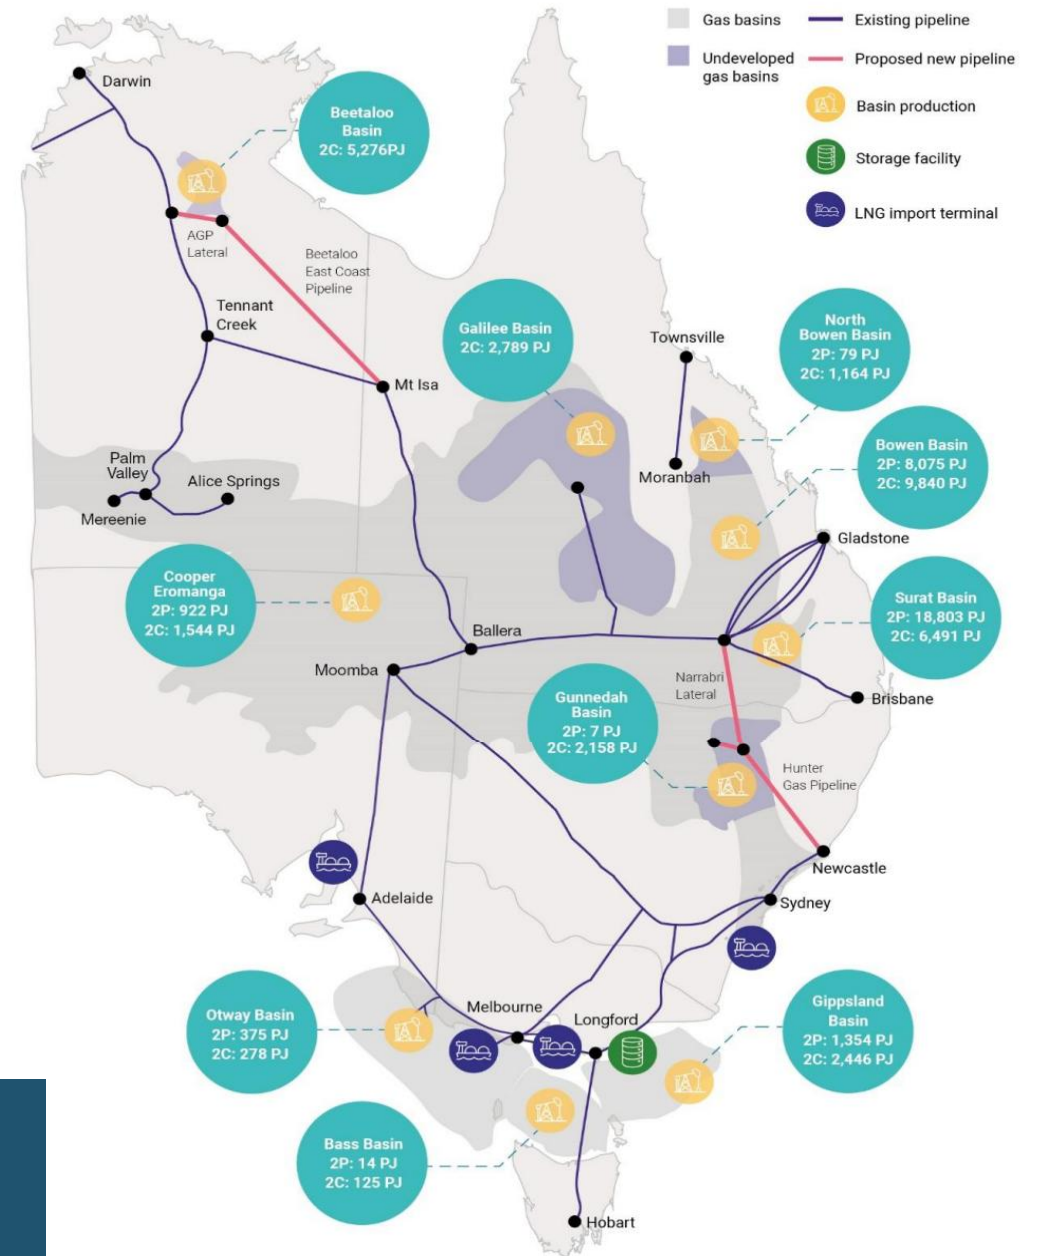 Gas basins
Existing pipeline
Undeveloped
gas basins
Proposed new pipeline
Basin production
Storage facility
LNG import terminal
Darwin
Beetaloo
Basin
2C: 5,276PJ
AGP
Lateral
Beetaloo
East Coast
Pipeline
Tennant
Creek
Mt Isa
Galilee Basin
2C: 2,789 PJ
Townsville
North
Bowen Basin
2P: 79 PJ
2C: 1,164 PJ
Moranbah
Bowen Basin
2P: 8,075 PJ
2C: 9,840 PJ
Palm
Valley
Alice Springs
Mereenie
Gladstone
Cooper
Eromanga
2P: 922 PJ
2C: 1,544 PJ
Surat Basin
2P: 18,803 PJ
2C: 6,491 PJ
Ballera
Moomba
Narrabri
Lateral
Brisbane
Gunnedah
Basin
2P: 7 PJ
2C: 2,158 PJ
Hunter
Gas Pipeline
Newcastle
Adelaide
Sydney
Otway Basin
2P: 375 PJ
2C: 278 PJ
Melbourne
Longford
Gippsland
Basin
2P: 1,354 PJ
2C: 2,446 PJ
Bass Basin
2P: 14 PJ
2C: 125 PJ
Hobart